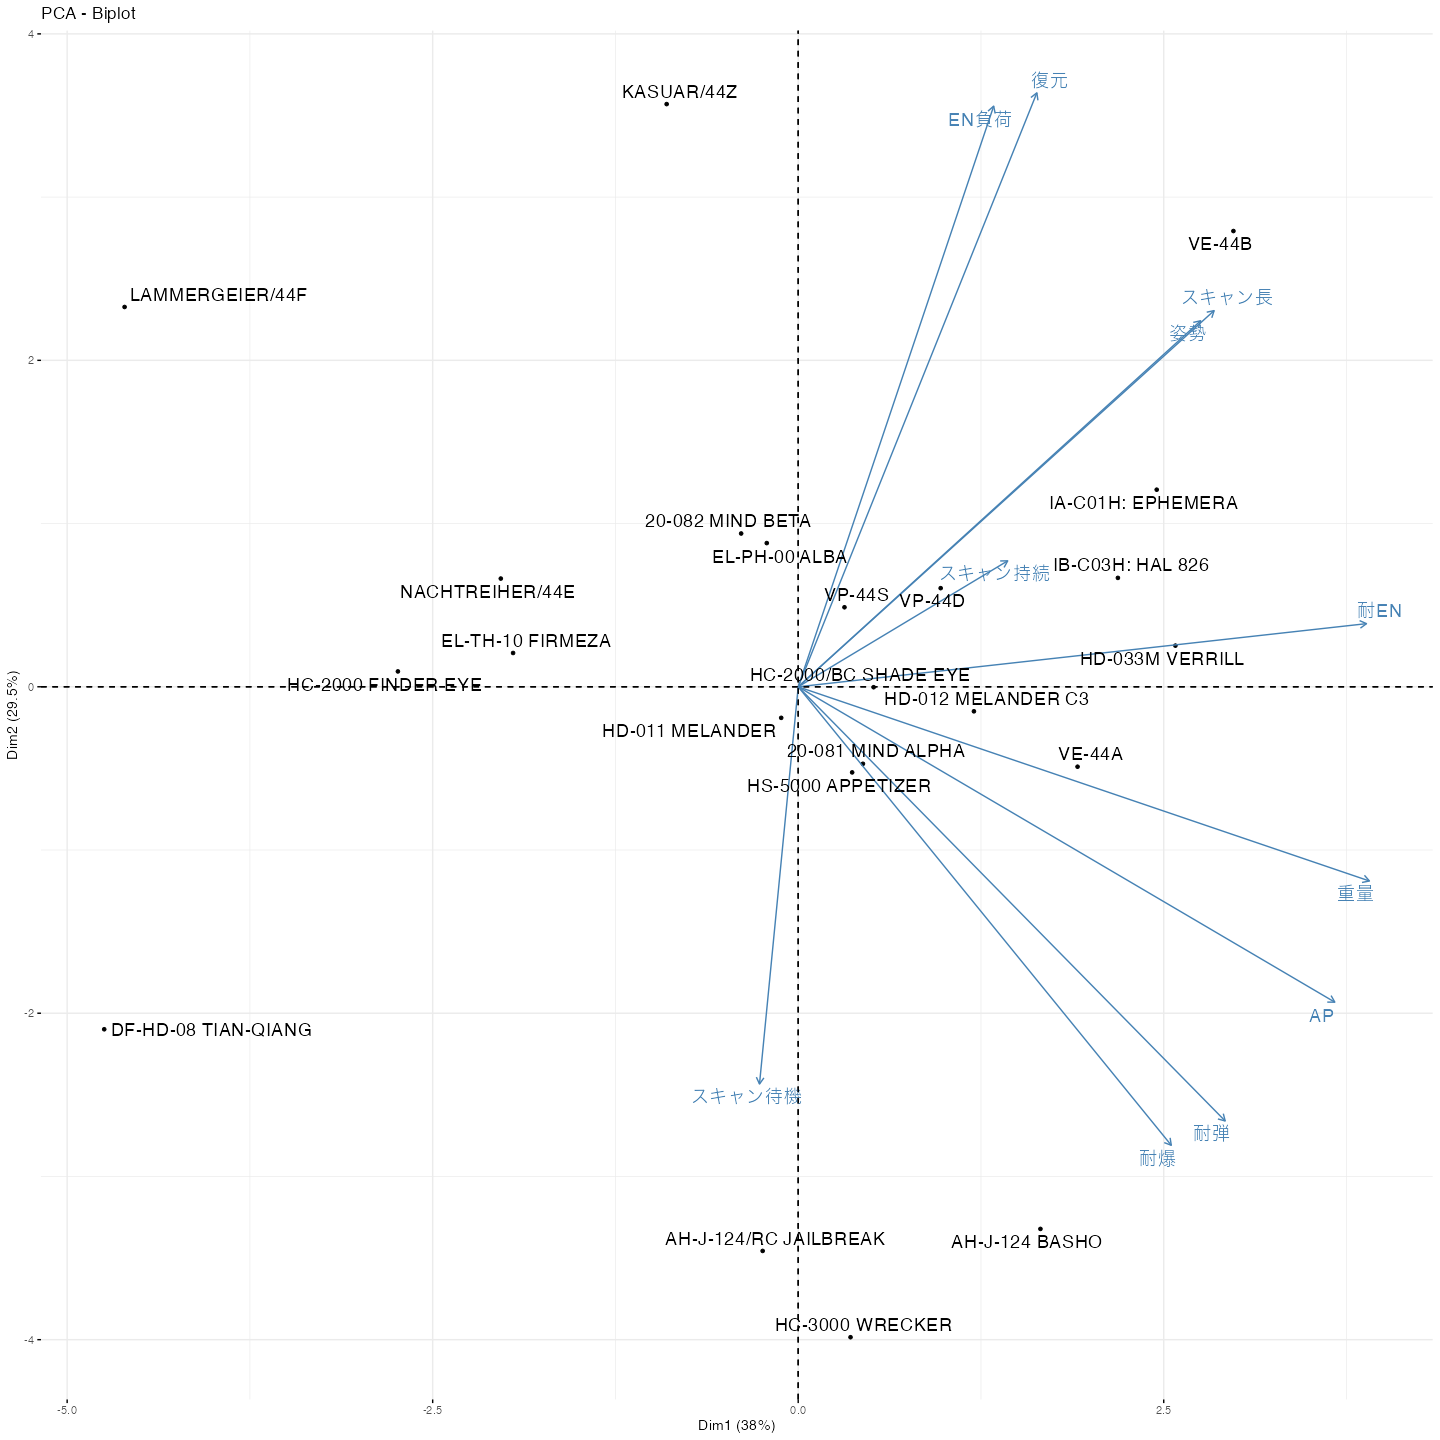 PCA - Biplot
4
KASUAR/44Z
復元
EN負荷
VE-44B
LAMMERGEIER/44F
スキャン長
姿勢
2
IA-C01H: EPHEMERA
20-082 MIND BETA
EL-PH-00 ALBA
IB-C03H: HAL 826
スキャン持続
NACHTREIHER/44E
VP-44S
VP-44D
耐EN
EL-TH-10 FIRMEZA
HD-033M VERRILL
HC-2000/BC SHADE EYE
HC-2000 FINDER EYE
0
HD-012 MELANDER C3
HD-011 MELANDER
20-081 MIND ALPHA
VE-44A
HS-5000 APPETIZER
重量
-2
AP
DF-HD-08 TIAN-QIANG
スキャン待機
耐弾
耐爆
AH-J-124/RC JAILBREAK
AH-J-124 BASHO
HC-3000 WRECKER
-4
-5.0
-2.5
0.0
2.5
Dim1 (38%)
Dim2 (29.5%)